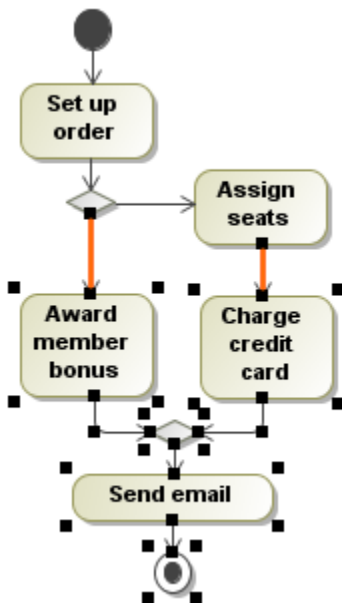 Set up
order
Assign
seats
Award
member
bonus
Charge
credit
card
Send email